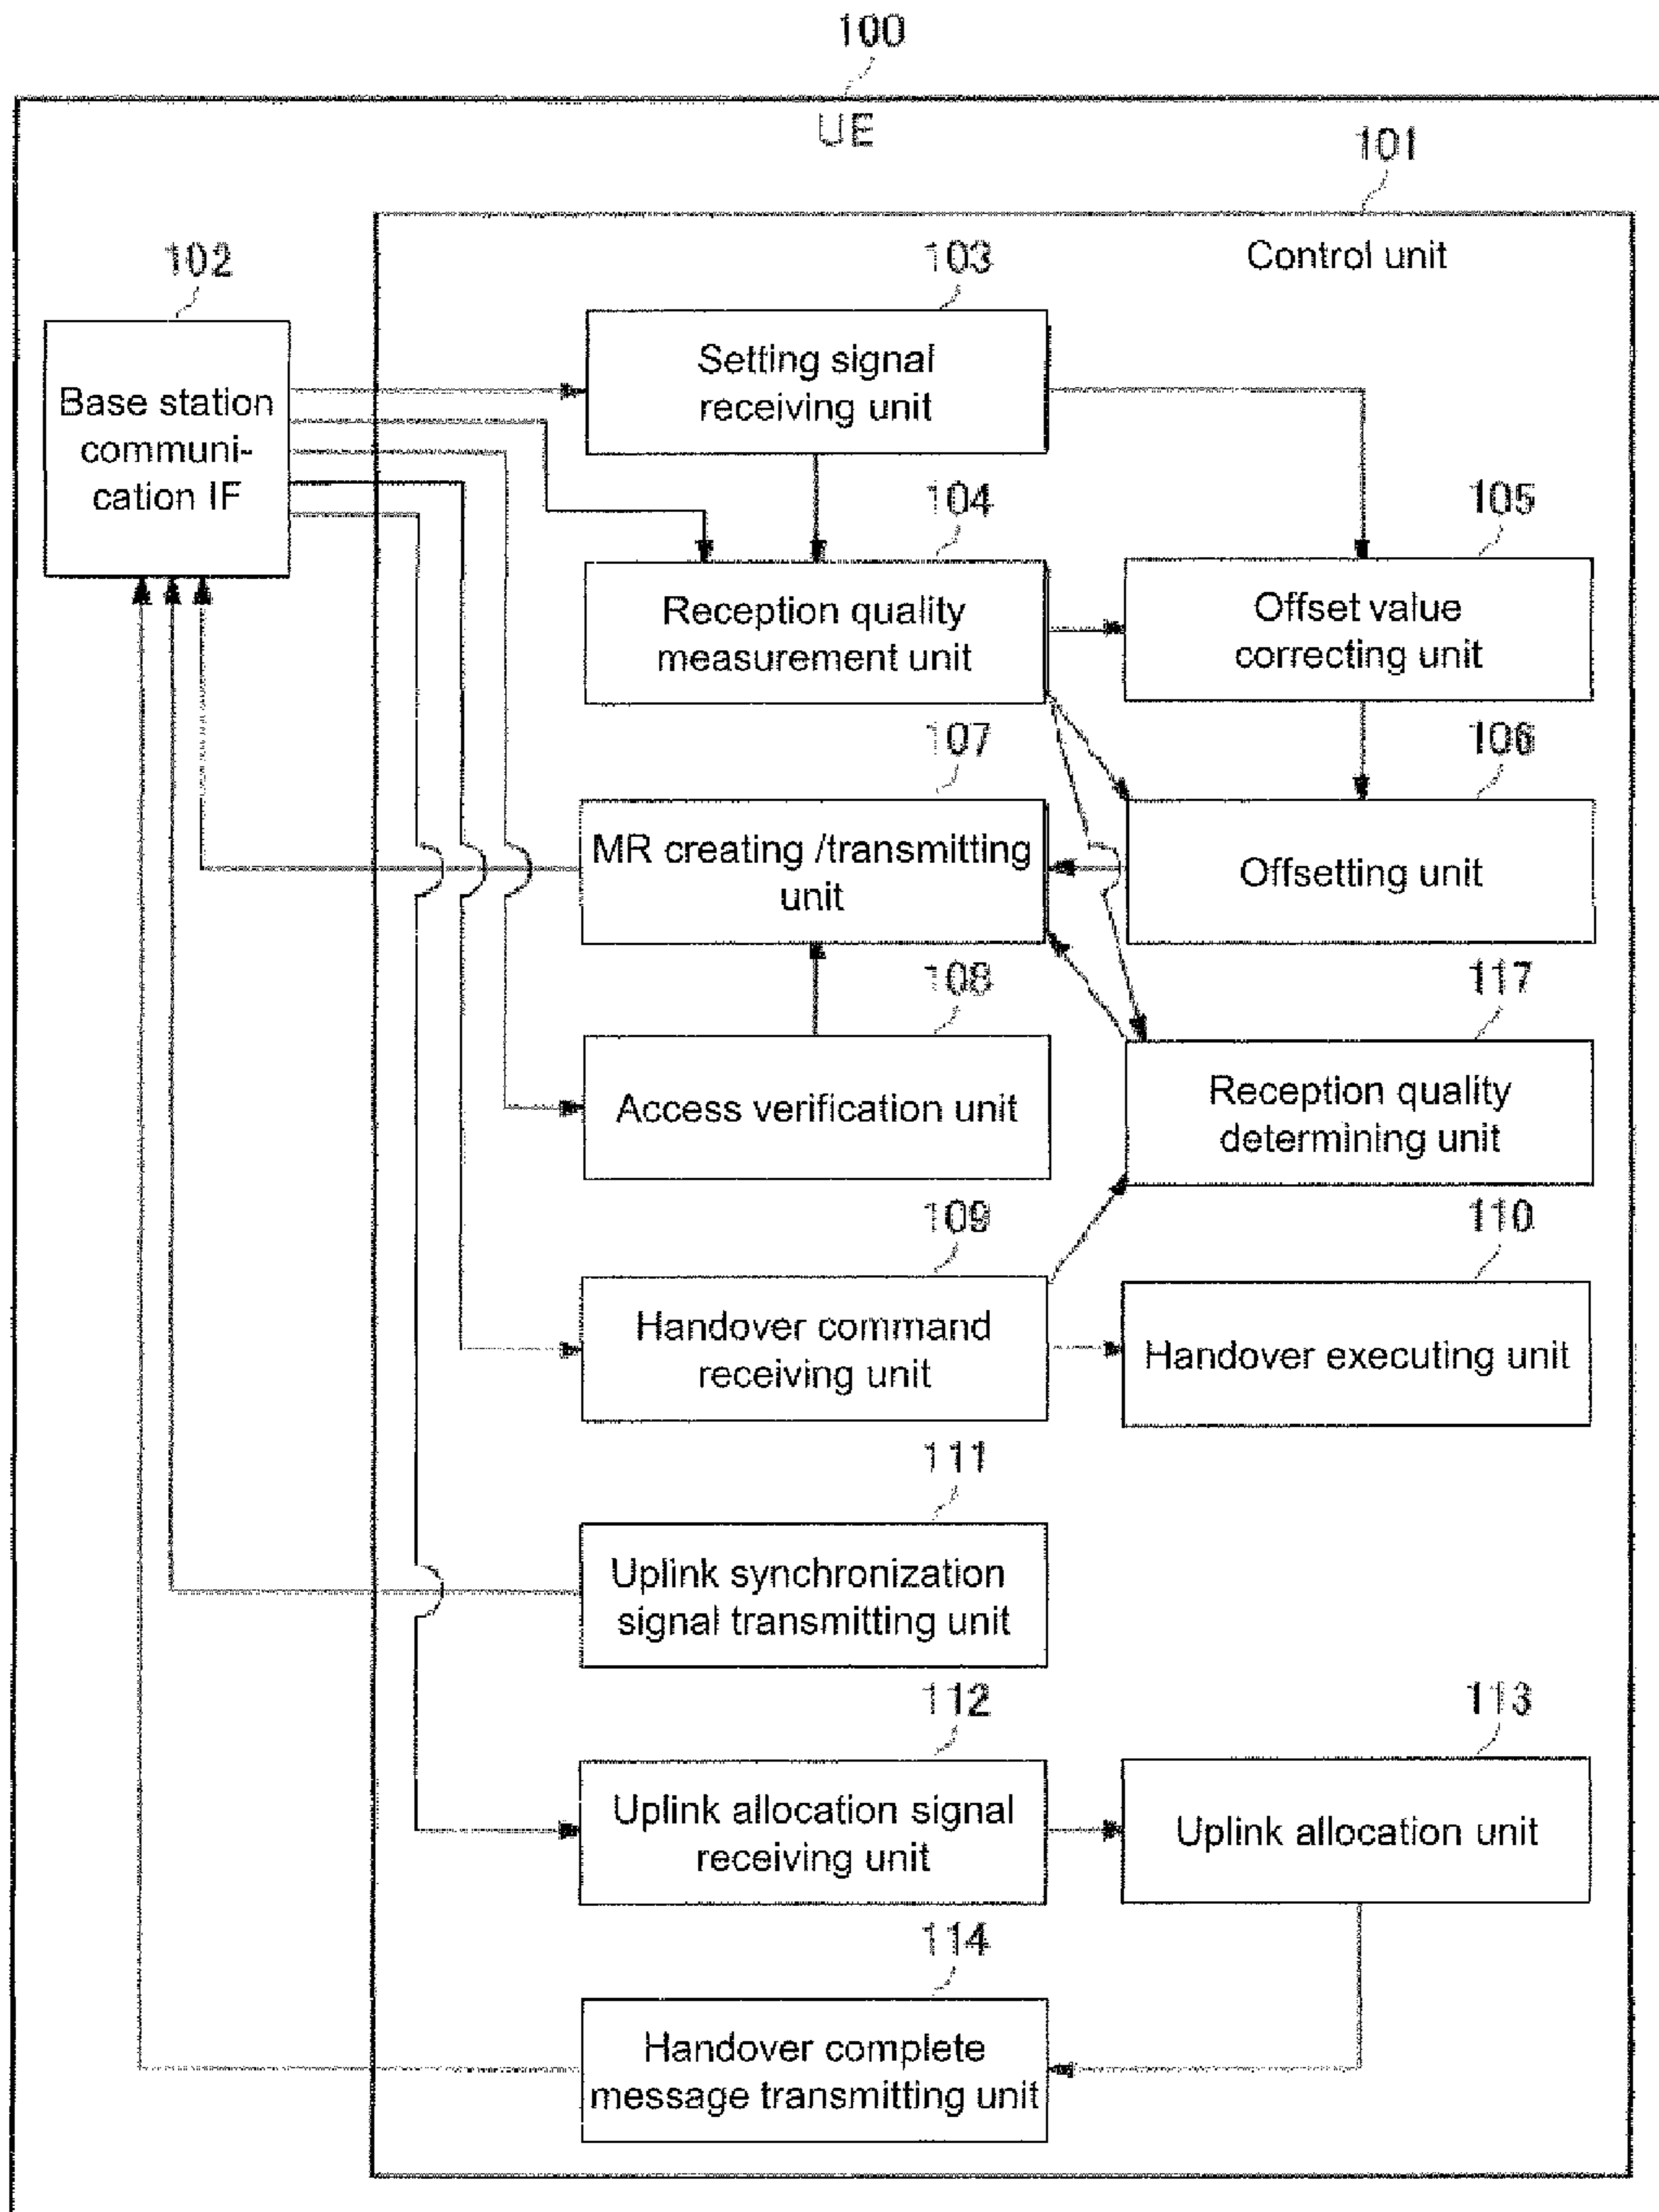 100
UE
101
Control unit
102
Base station
communi-
cation IF
103
Setting signal
receiving unit
104
Reception quality
measurement unit
105
Offset value
correcting unit
106
Offsetting unit
107
MR creating /transmitting
unit
108
Access verification unit
117
Reception quality
determining unit
109
Handover command
receiving unit
110
Handover executing unit
111
Uplink synchronization
signal transmitting unit
112
Uplink allocation signal
receiving unit
113
Uplink allocation unit
114
Handover complete
message transmitting unit